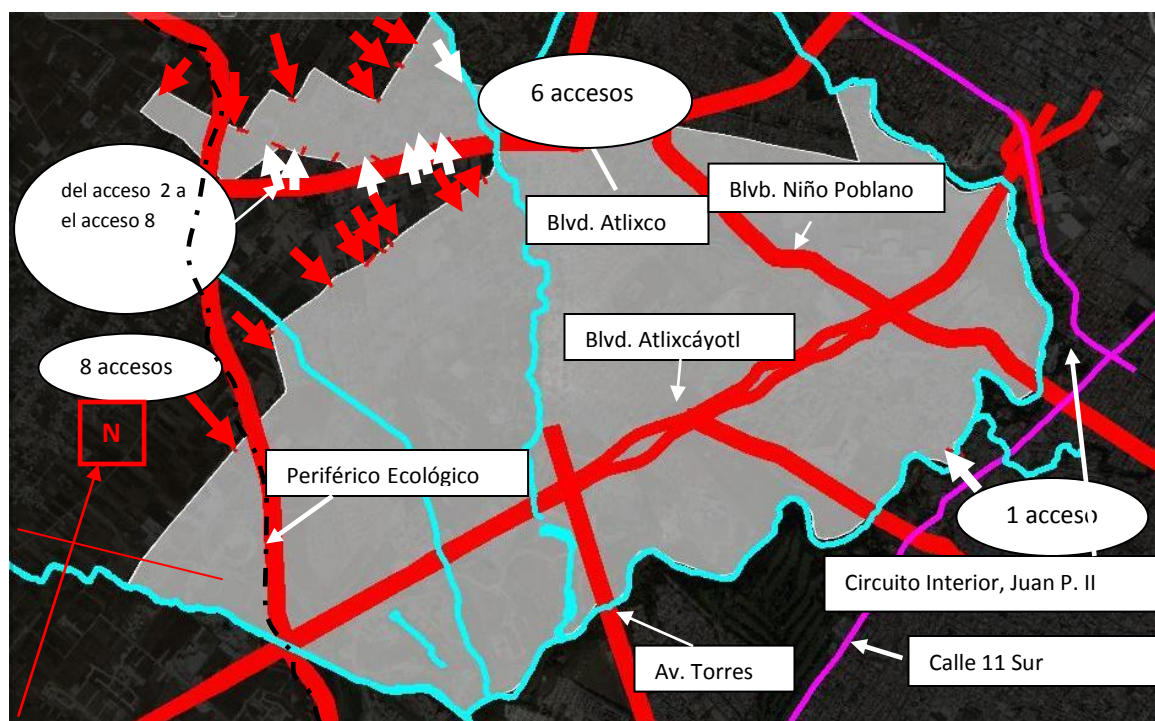 6 accesos
del acceso 2 a
el acceso 8
Blvb. Niño Poblano
Blvd. Atlixco
Blvd. Atlixcáyotl
8 accesos
N
Periférico Ecológico
1 acceso
Circuito Interior, Juan P. II
Calle 11 Sur
Av. Torres